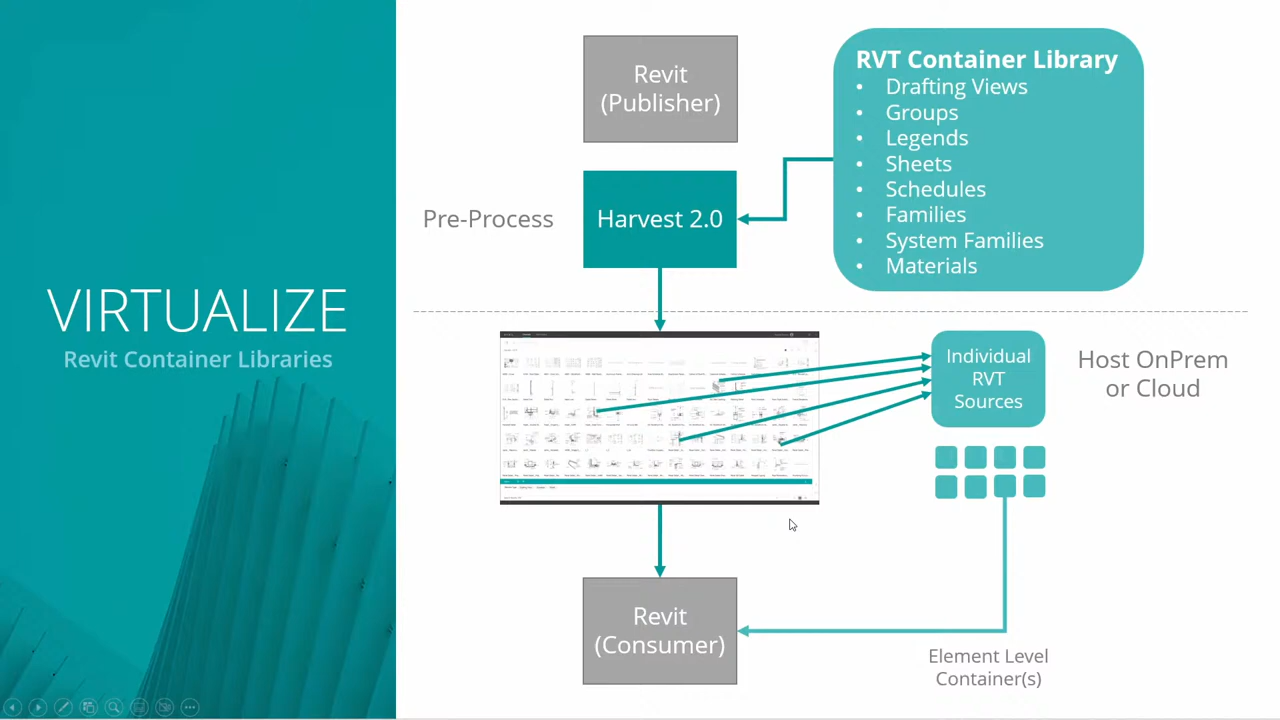 VIRTUALIZE
Revit Container Libraries
Revit
(Publisher)
RVT Container Library
• Drafting Views
• Groups
• Legends
• Sheets
• Schedules
• Families
• System Families
• Materials
Pre-Process
Harvest 2.0
Individual
RVT
Sources
Host OnPrem
or Cloud
Revit
(Consumer)
Element Level
Container(s)